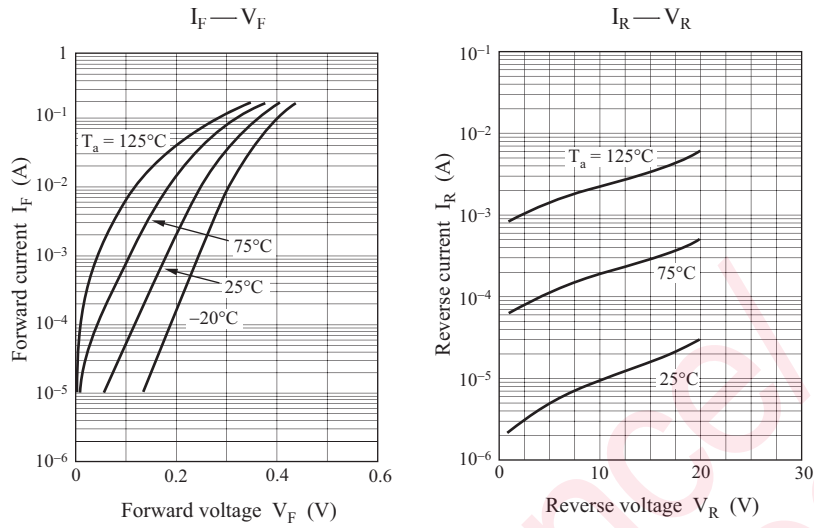 I_F — V_F
1
10⁻¹
10⁻²
10⁻³
10⁻⁴
10⁻⁵
10⁻⁶
Forward current I_F (A)
T_a = 125°C
75°C
25°C
−20°C
0
0.2
0.4
0.6
Forward voltage V_F (V)
I_R — V_R
10⁻¹
10⁻²
10⁻³
10⁻⁴
10⁻⁵
10⁻⁶
Reverse current I_R (A)
T_a = 125°C
75°C
25°C
0
10
20
30
Reverse voltage V_R (V)